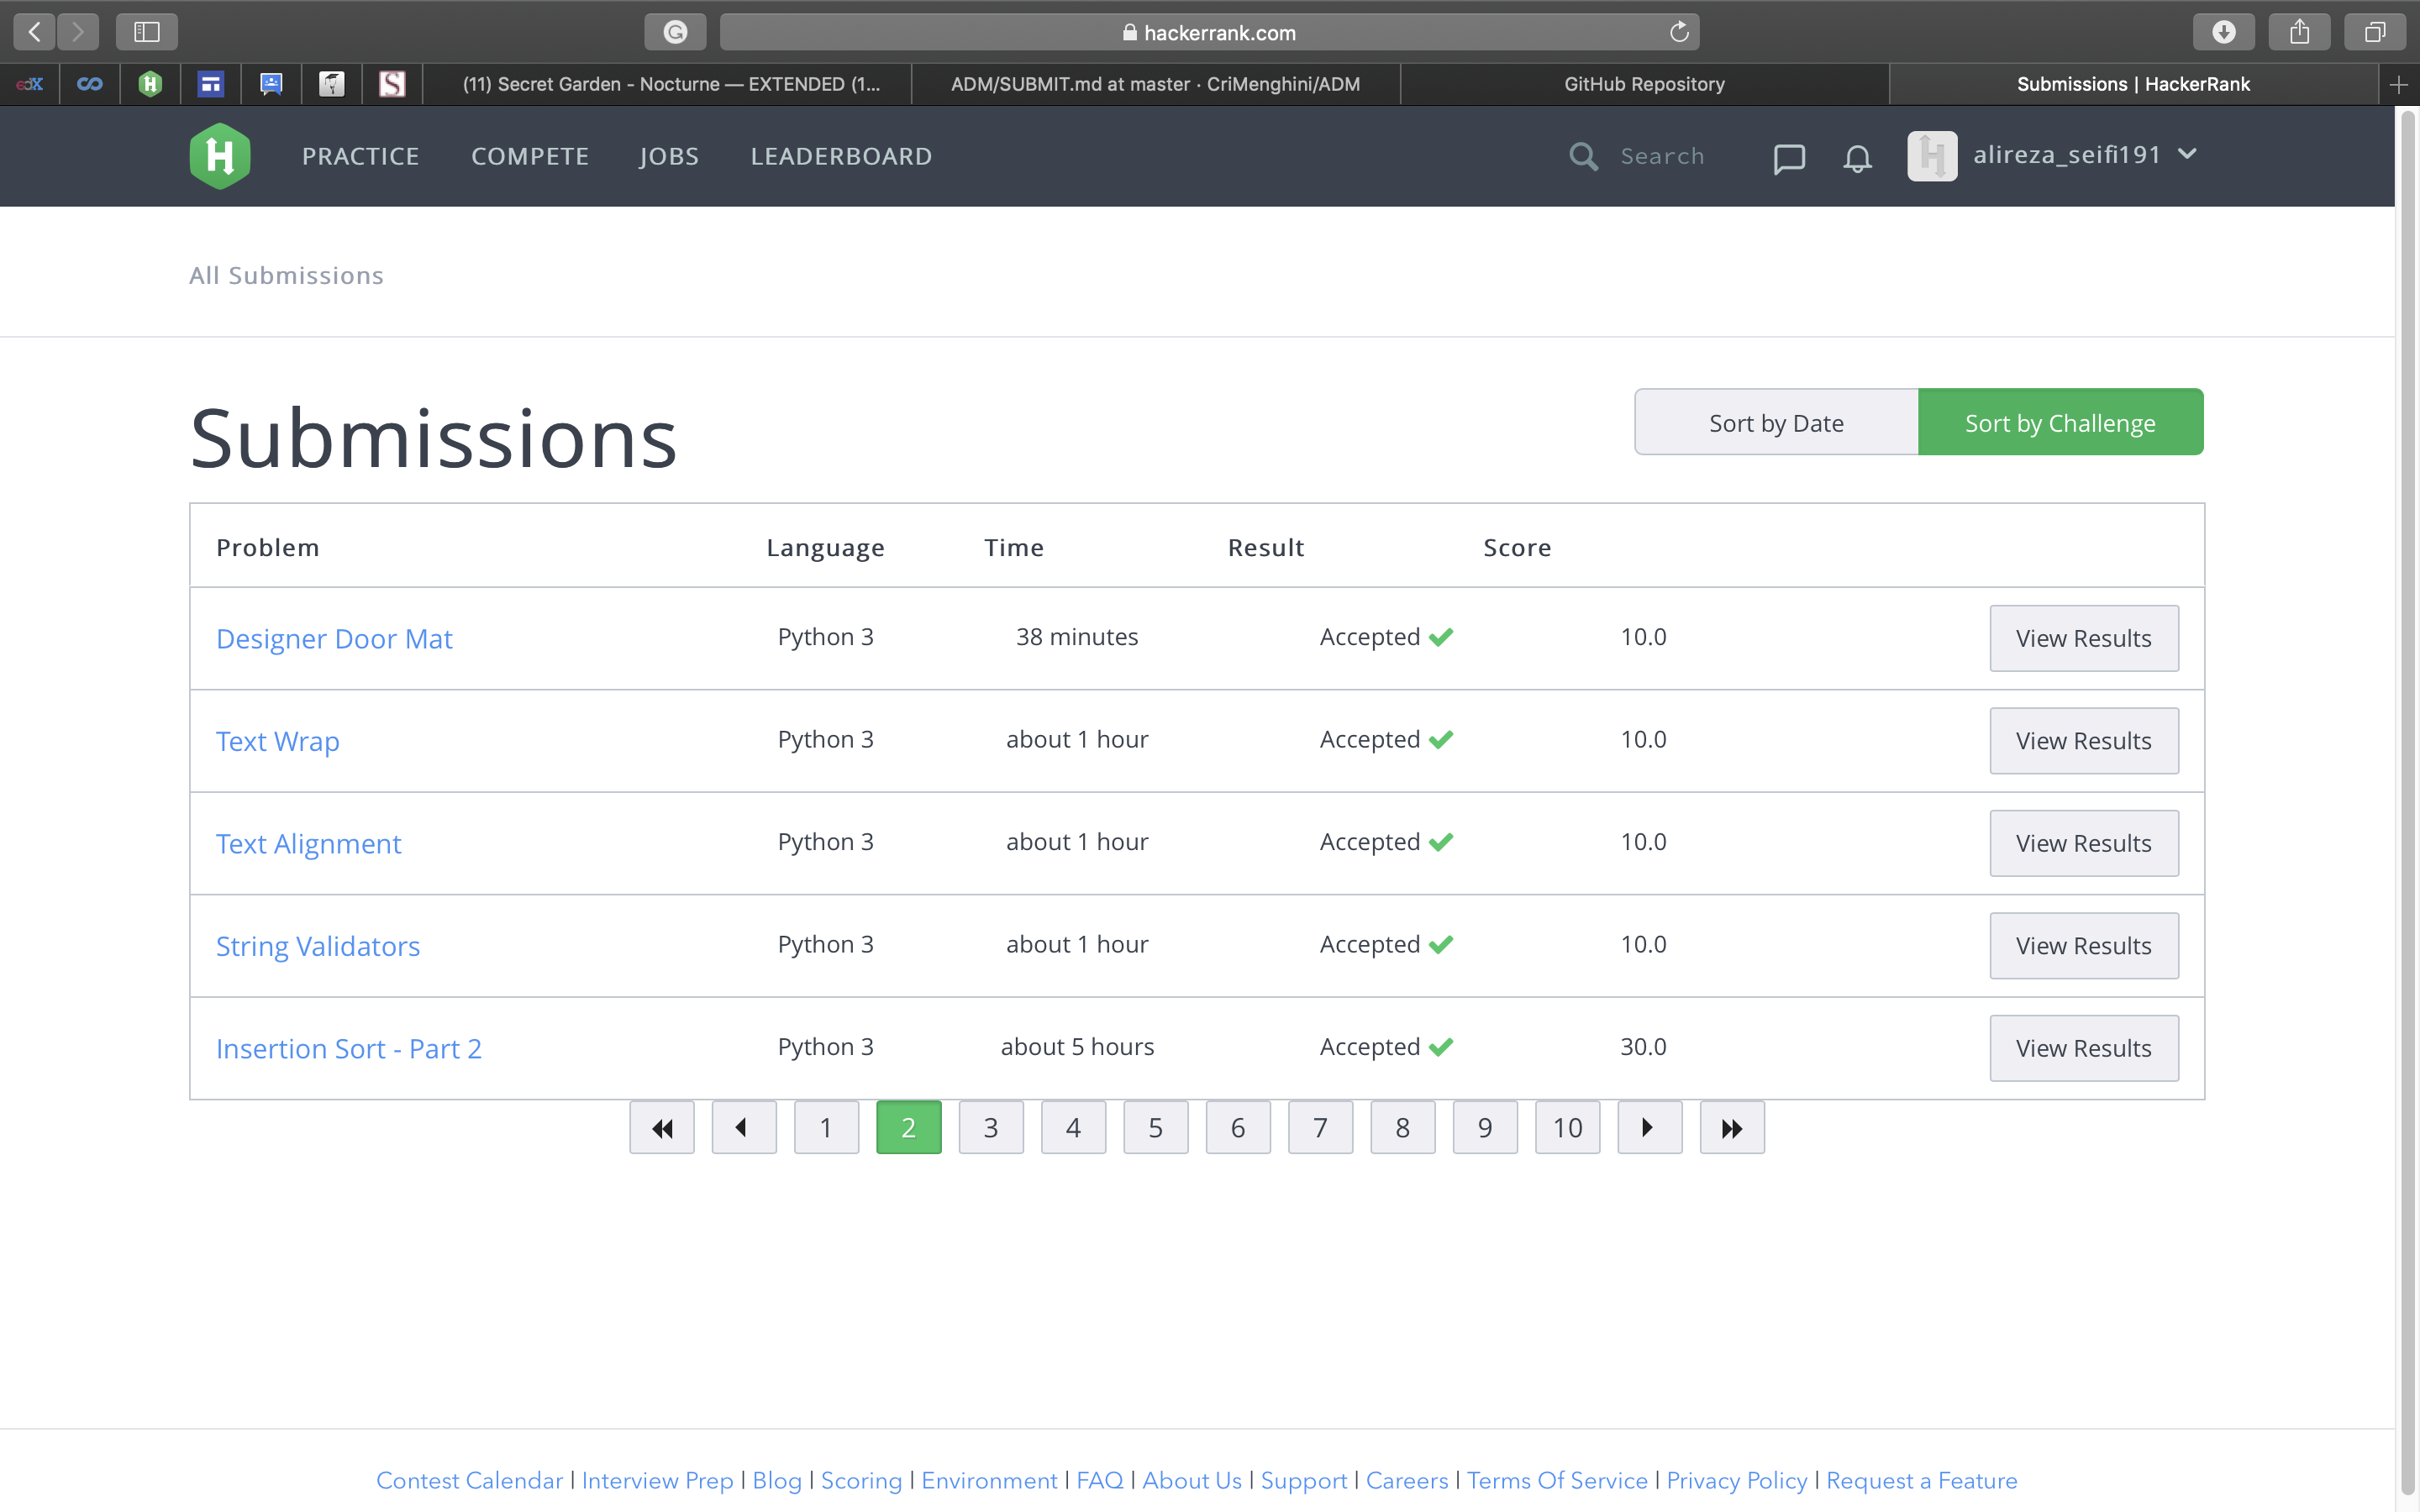 hackerrank.com
(11) Secret Garden - Nocturne — EXTENDED (1... ADM/SUBMIT.md at master · CriMenghini/ADM GitHub Repository Submissions | HackerRank
PRACTICE COMPETE JOBS LEADERBOARD Search alireza_seifi191
All Submissions
Submissions
Sort by Date Sort by Challenge
Problem Language Time Result Score
Designer Door Mat Python 3 38 minutes Accepted 10.0 View Results
Text Wrap Python 3 about 1 hour Accepted 10.0 View Results
Text Alignment Python 3 about 1 hour Accepted 10.0 View Results
String Validators Python 3 about 1 hour Accepted 10.0 View Results
Insertion Sort - Part 2 Python 3 about 5 hours Accepted 30.0 View Results
1 2 3 4 5 6 7 8 9 10
Contest Calendar | Interview Prep | Blog | Scoring | Environment | FAQ | About Us | Support | Careers | Terms Of Service | Privacy Policy | Request a Feature